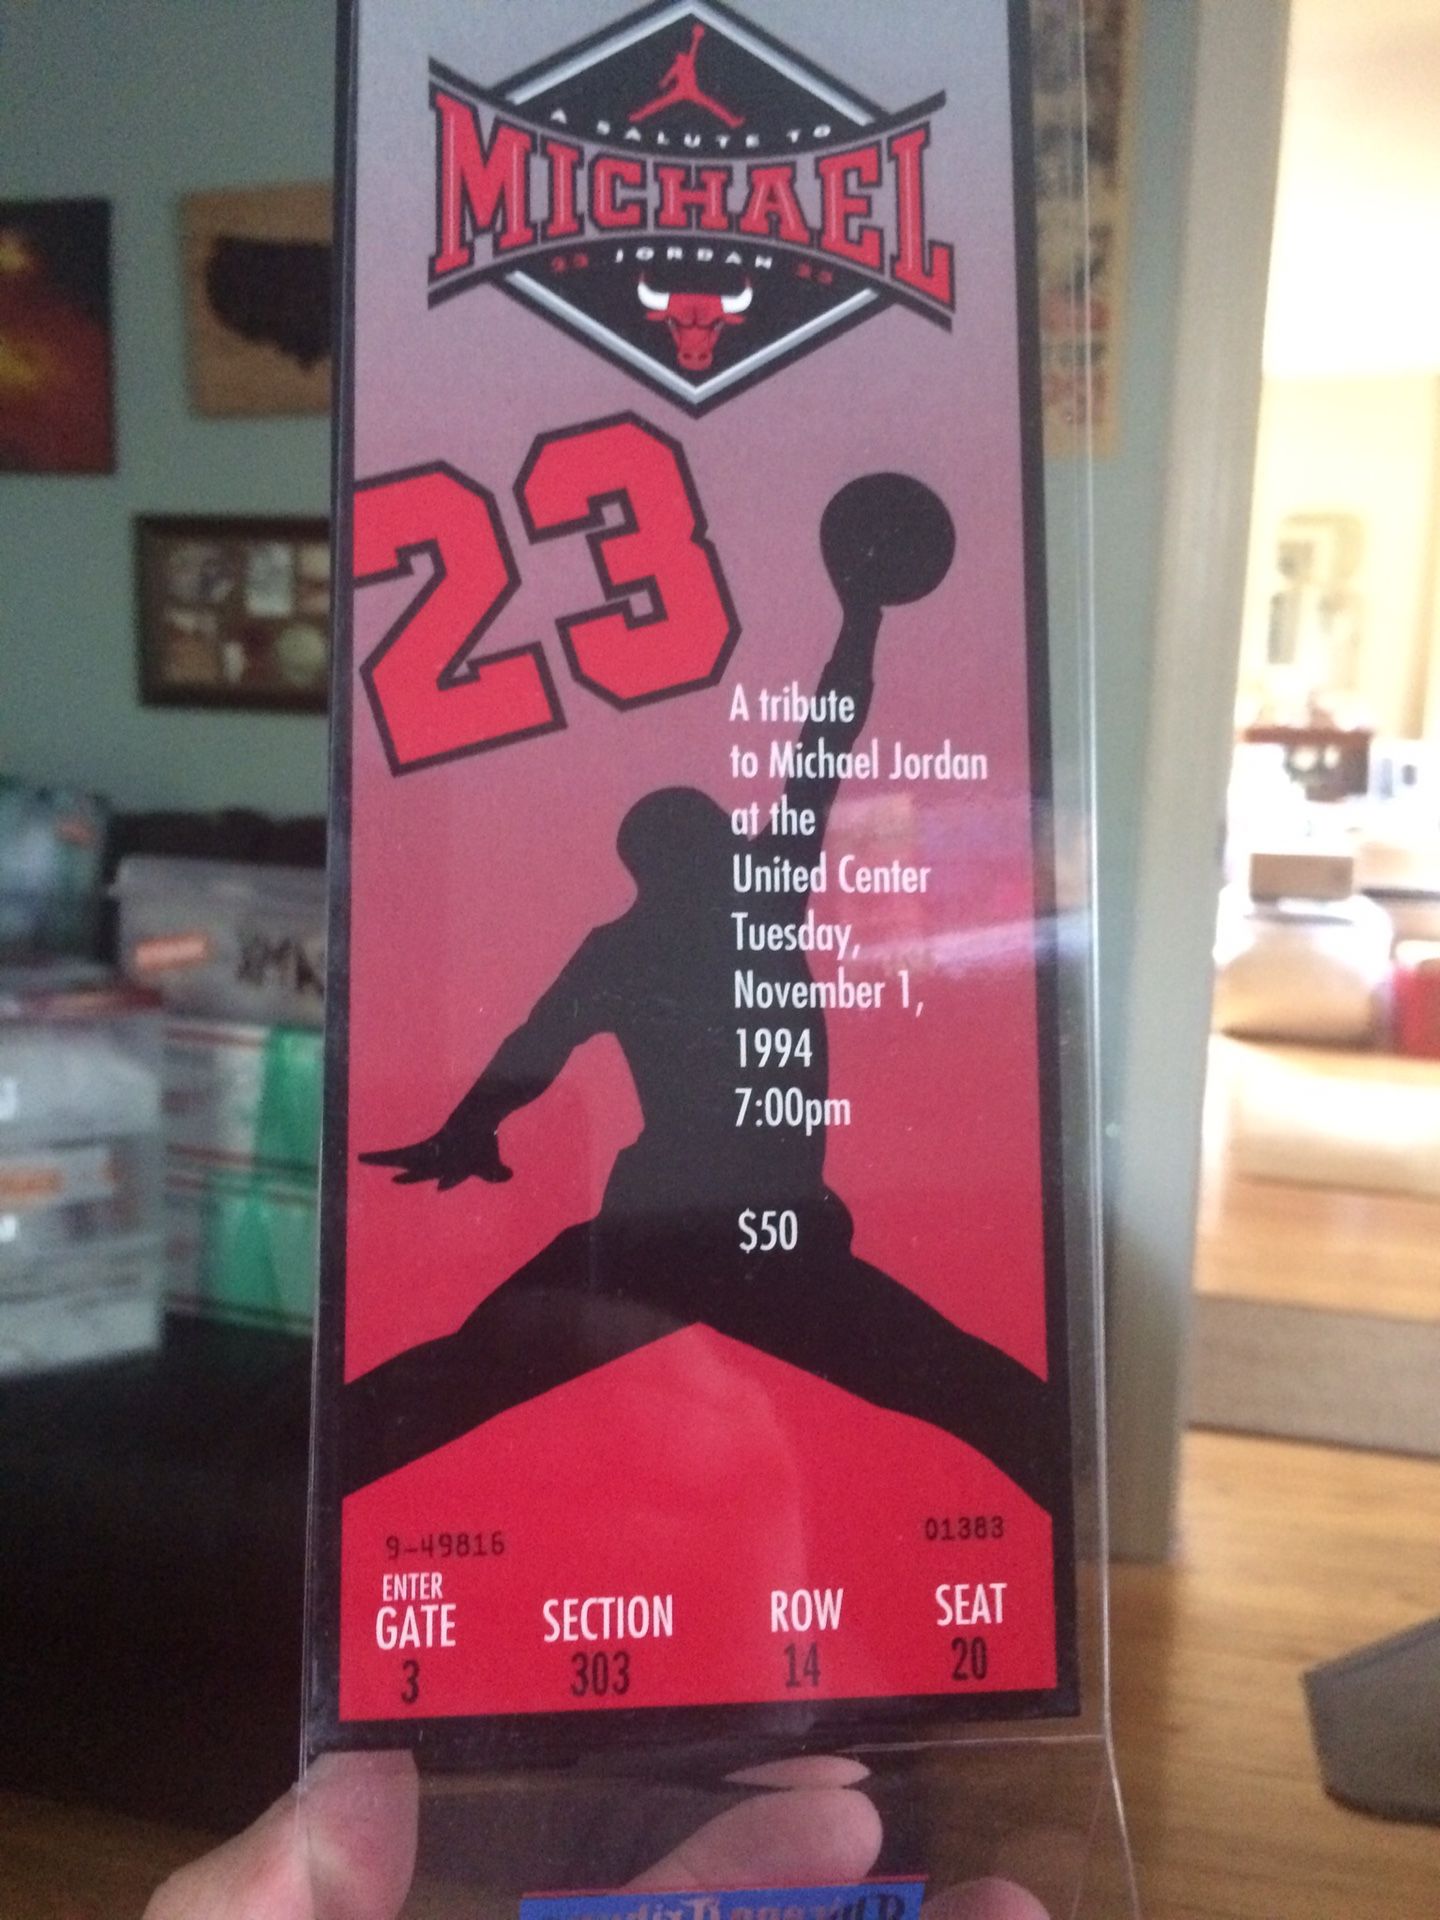 A SALUTE TO
MICHAEL
23 JORDAN 23
23
A tribute
to Michael Jordan
at the
United Center
Tuesday,
November 1,
1994
7:00pm
$50
9-49816 01383
ENTER
GATE SECTION ROW SEAT
3 303 14 20